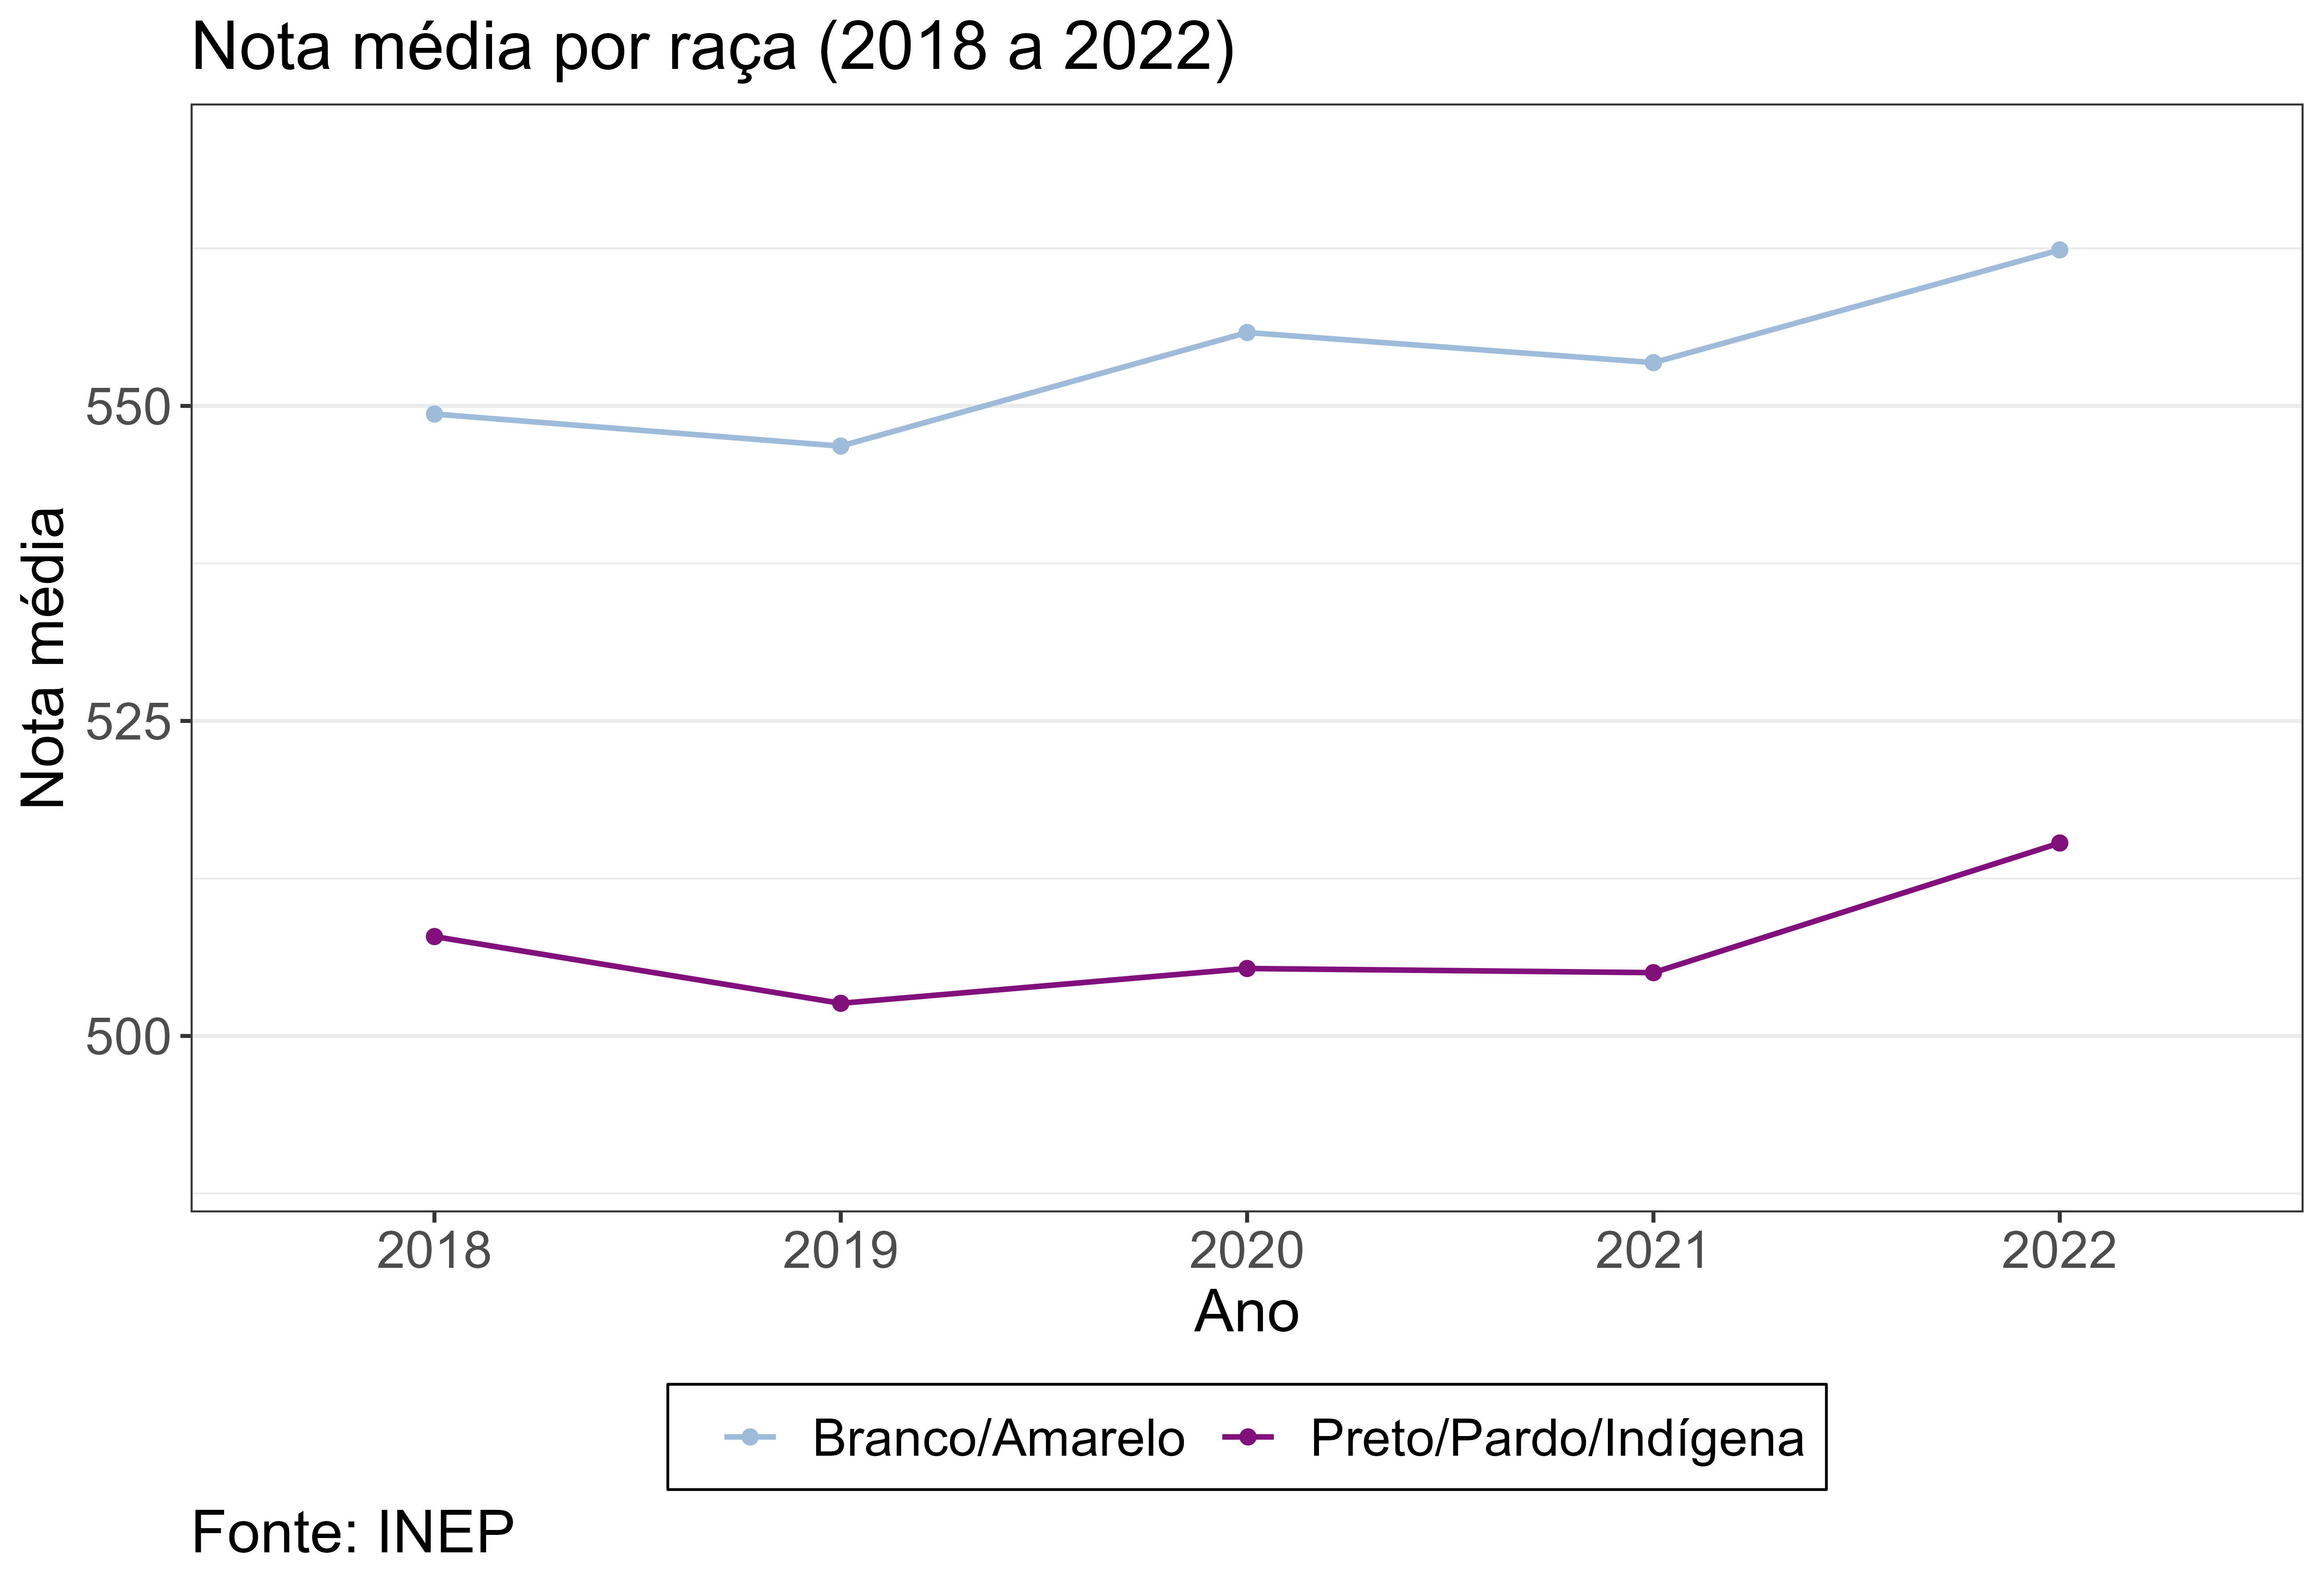 Nota média por raça (2018 a 2022)
Nota média
550
525
500
2018 2019 2020 2021 2022
Ano
Branco/Amarelo Preto/Pardo/Indígena
Fonte: INEP